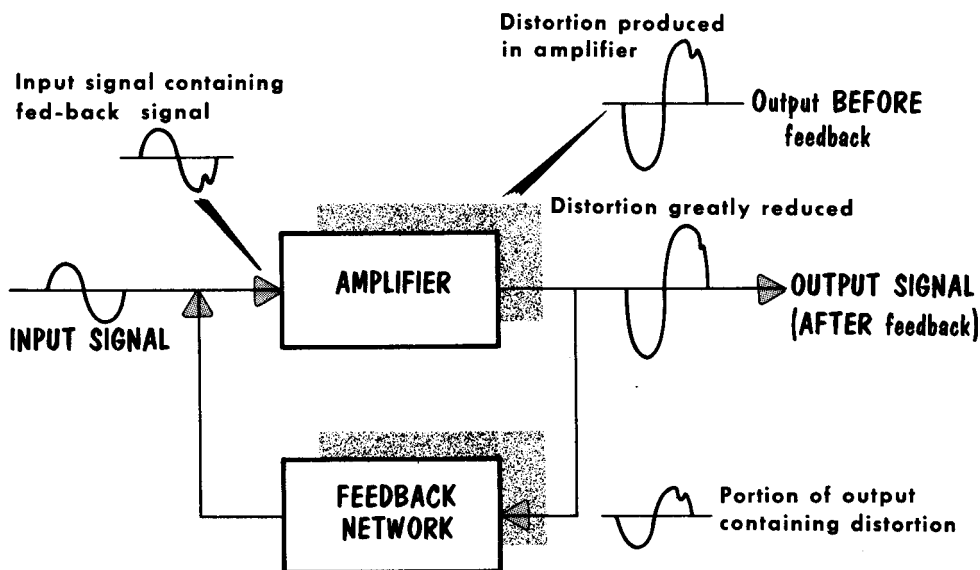 Distortion produced
in amplifier
Input signal containing
fed-back signal
Output BEFORE
feedback
Distortion greatly reduced
AMPLIFIER
INPUT SIGNAL
OUTPUT SIGNAL
(AFTER feedback)
FEEDBACK
NETWORK
Portion of output
containing distortion